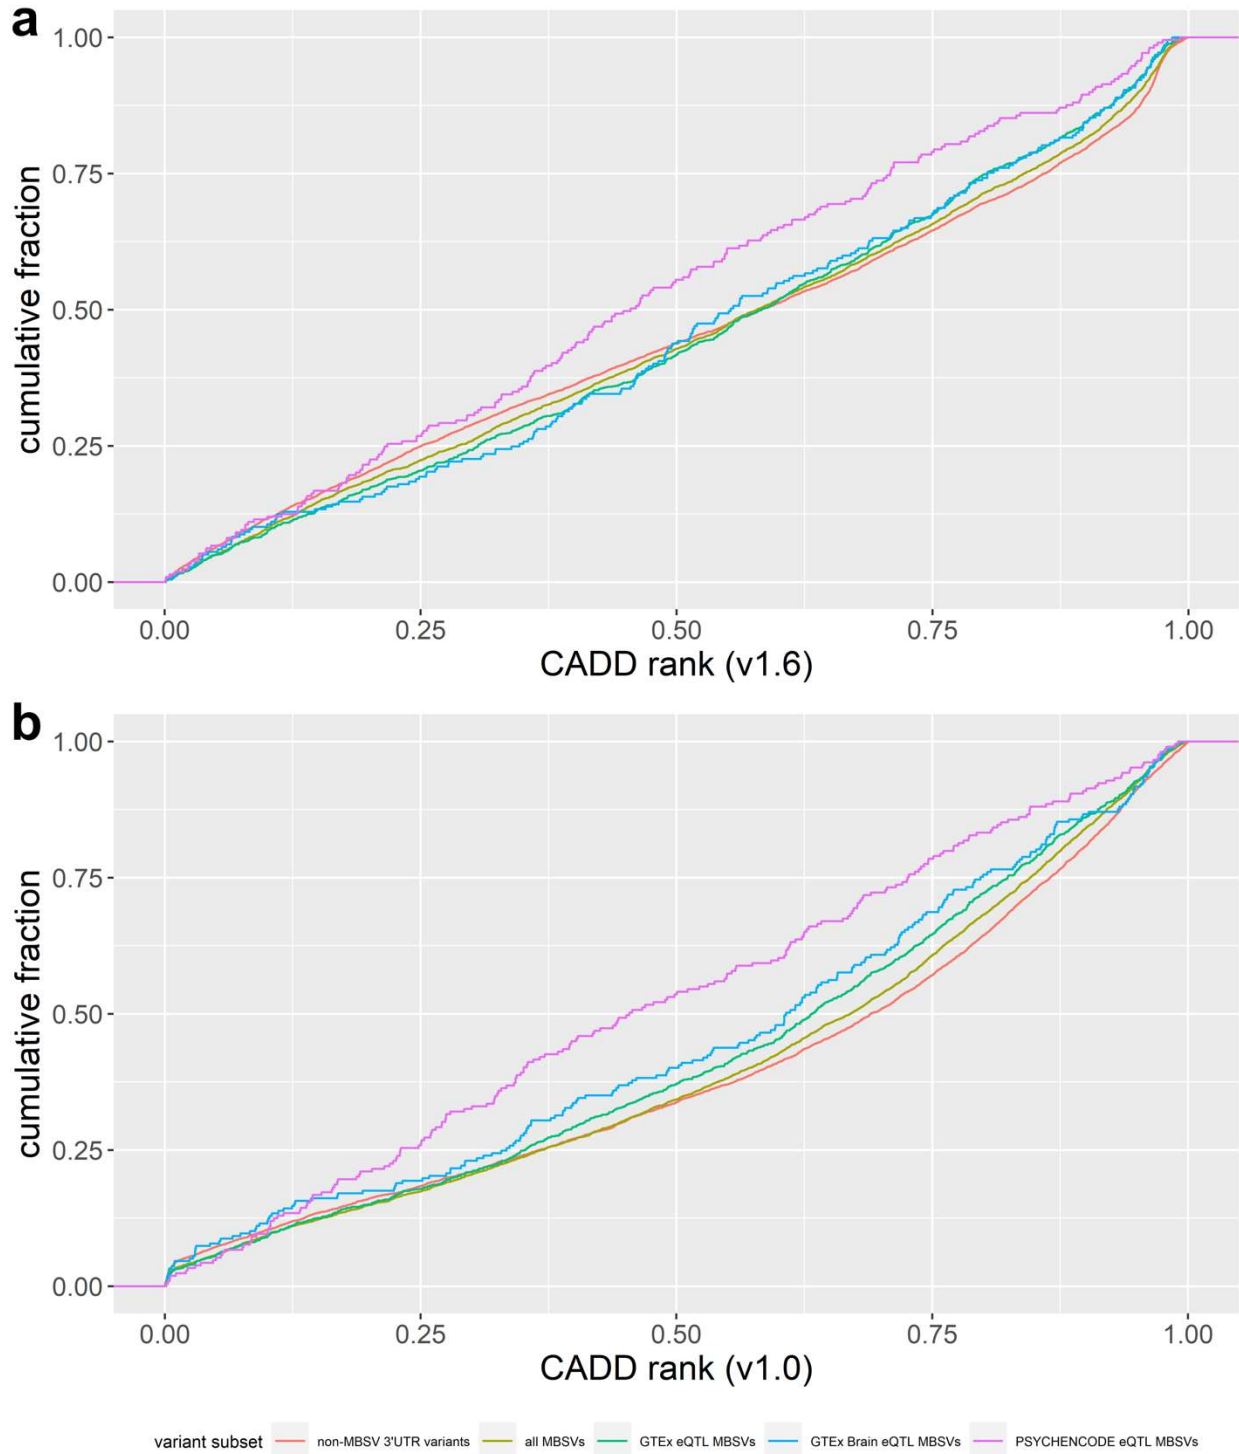 a
1.00
0.75
0.50
0.25
0.00
cumulative fraction
0.00 0.25 0.50 0.75 1.00
CADD rank (v1.6)
b
1.00
0.75
0.50
0.25
0.00
cumulative fraction
0.00 0.25 0.50 0.75 1.00
CADD rank (v1.0)
variant subset non-MBSV 3'UTR variants all MBSVs GTEx eQTL MBSVs GTEx Brain eQTL MBSVs PSYCHENCODE eQTL MBSVs